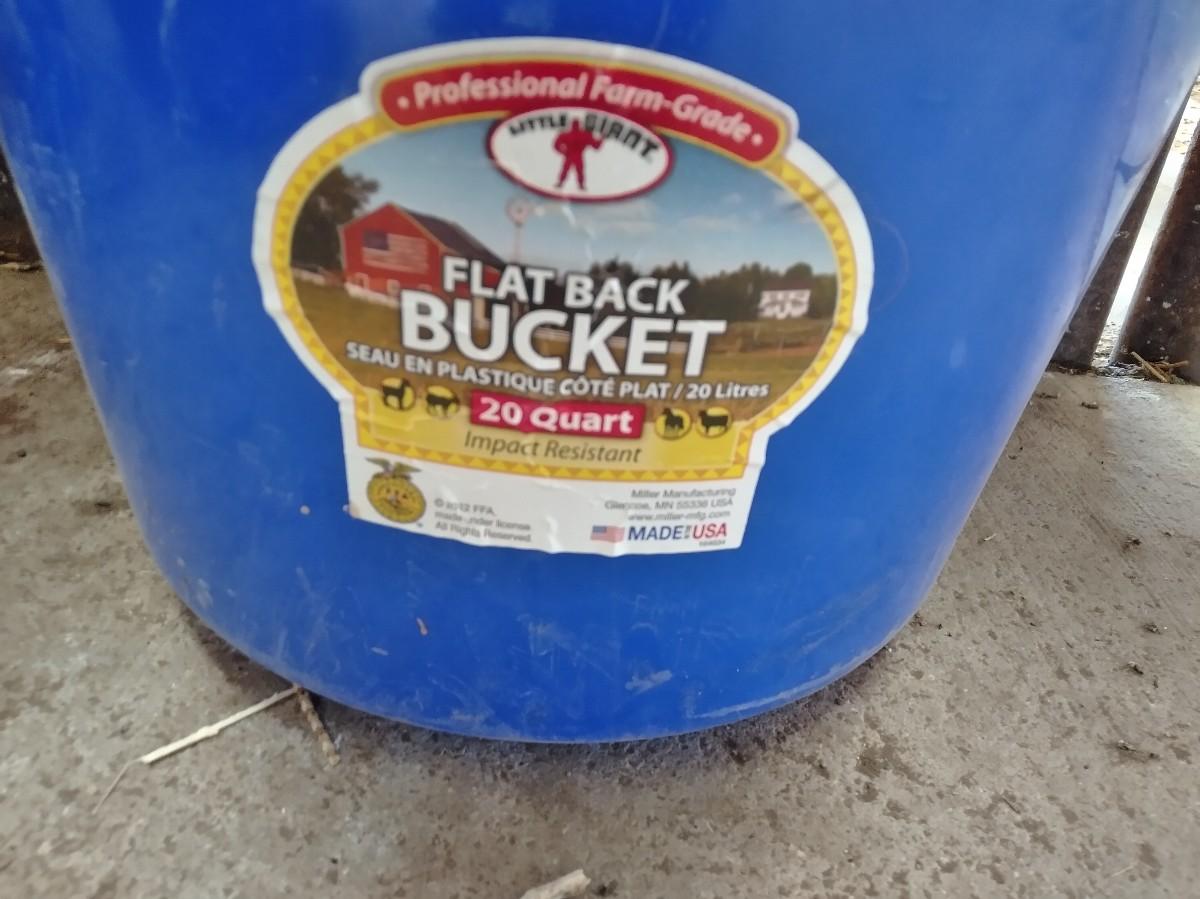 • Professional Farm-Grade •
LITTLE GIANT
FLAT BACK
BUCKET
SEAU EN PLASTIQUE CÔTÉ PLAT / 20 Litres
20 Quart
Impact Resistant
© 2012 FFA,
made under license
All Rights Reserved.
Miller Manufacturing
Glencoe, MN 55336 USA
www.miller-mfg.com
MADE IN THE USA